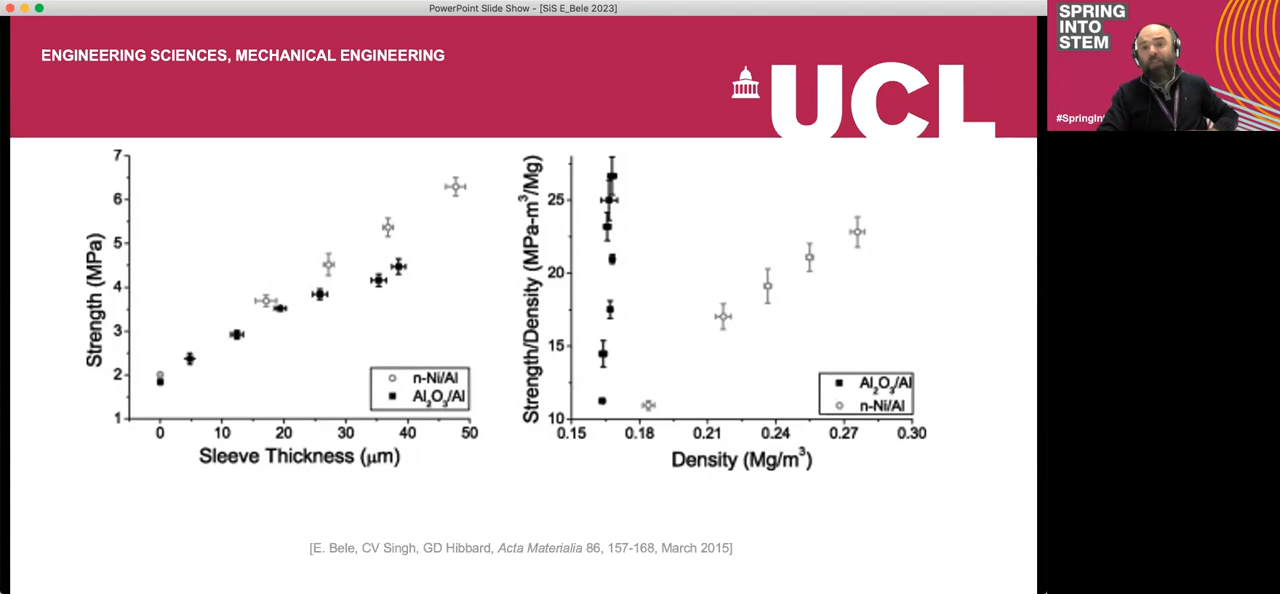 PowerPoint Slide Show - [SiS E_Bele 2023]
ENGINEERING SCIENCES, MECHANICAL ENGINEERING
UCL
SPRING
INTO
STEM
#SpringInt
7
6
5
4
3
2
1
Strength (MPa)
0
10
20
30
40
50
Sleeve Thickness (μm)
n-Ni/Al
Al₂O₃/Al
25
20
15
10
Strength/Density (MPa-m³/Mg)
0.15
0.18
0.21
0.24
0.27
0.30
Density (Mg/m³)
Al₂O₃/Al
n-Ni/Al
[E. Bele, CV Singh, GD Hibbard, Acta Materialia 86, 157-168, March 2015]